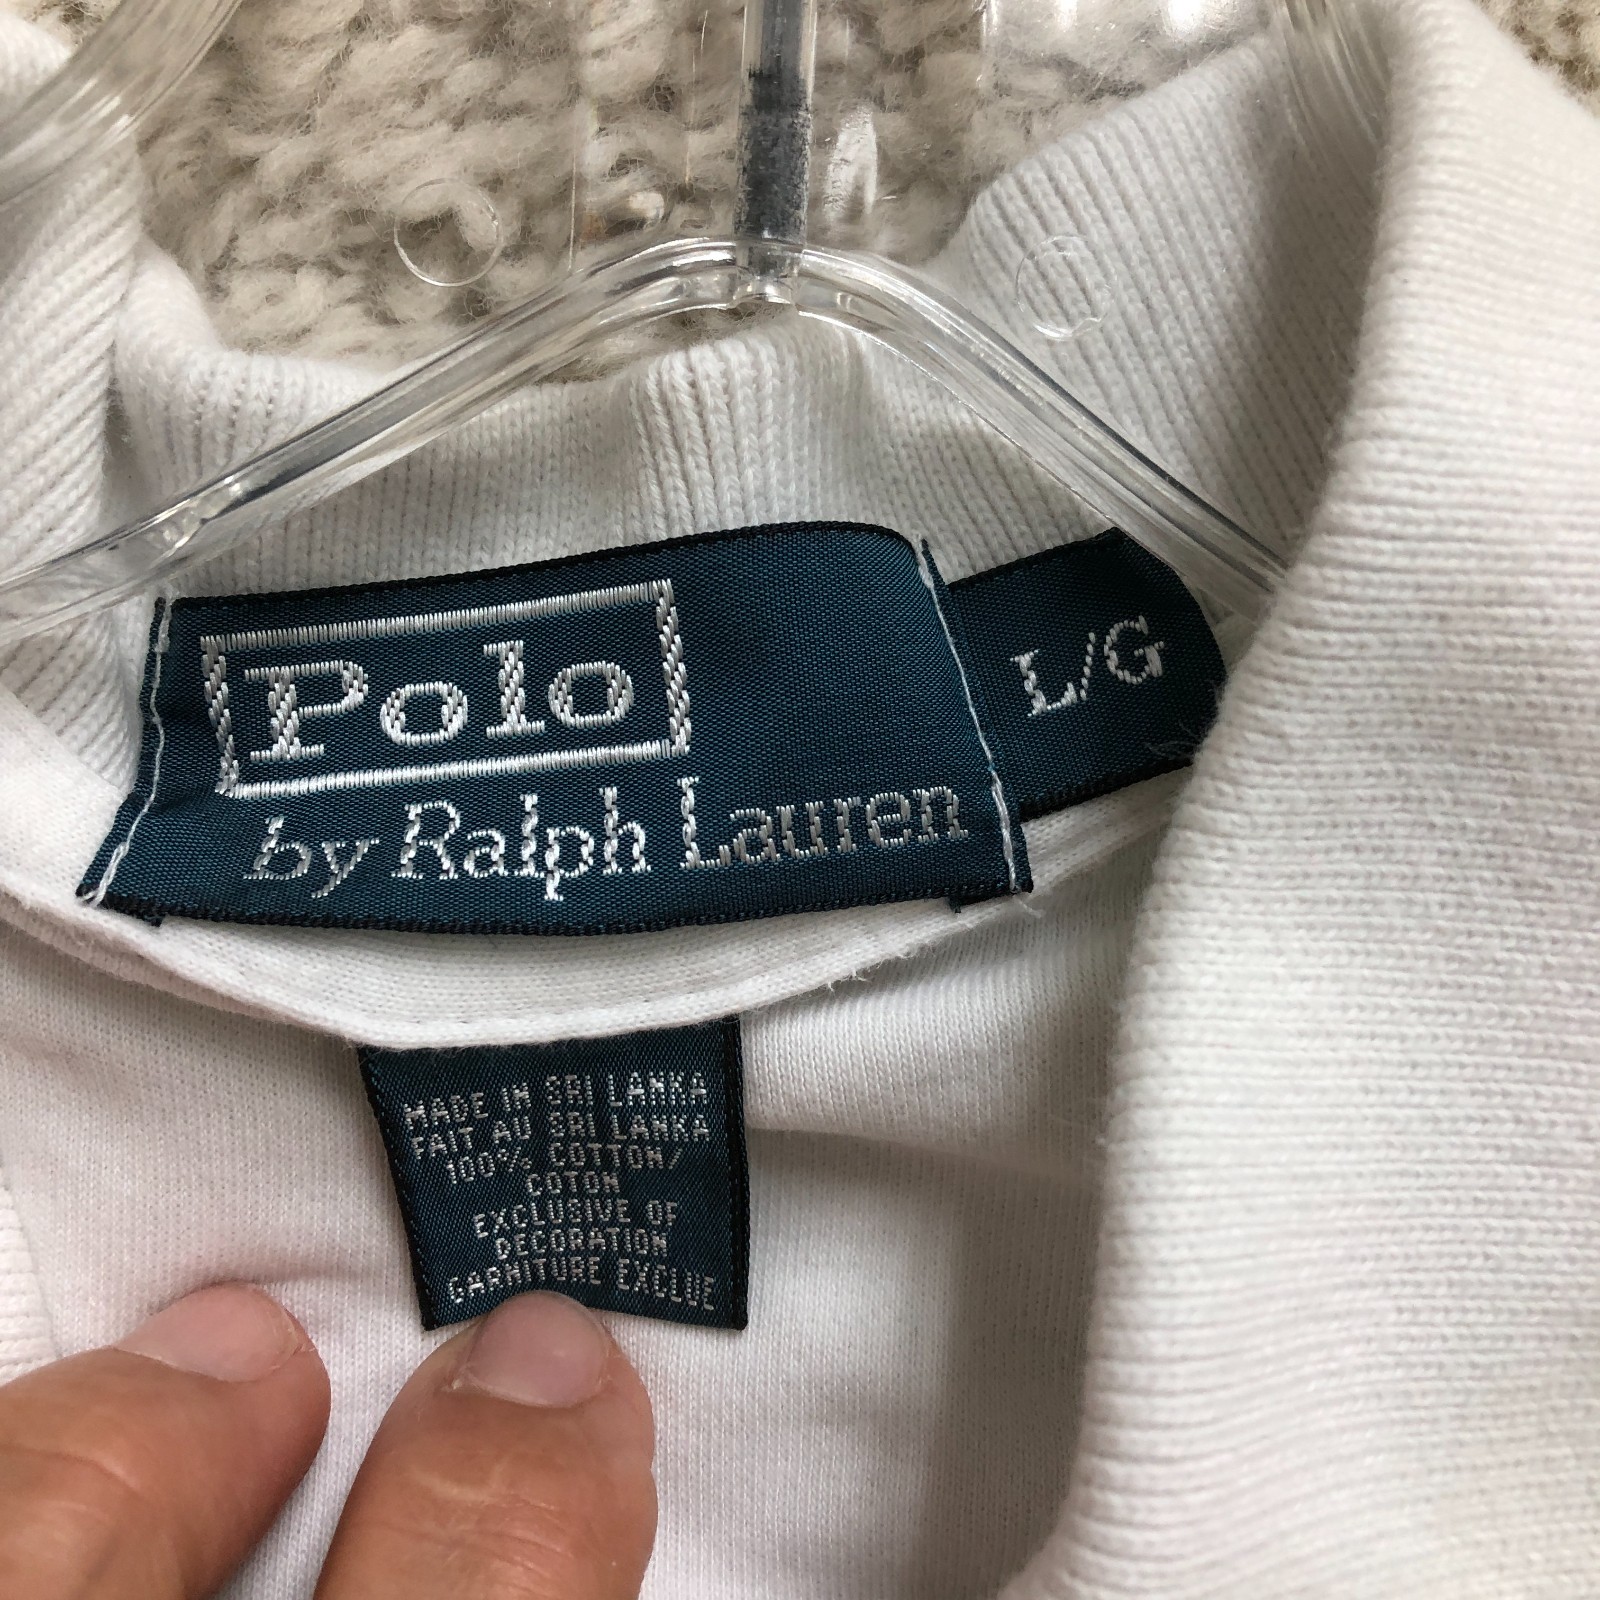 Polo
by Ralph Lauren
L/G
MADE IN SRI LANKA
FAIT AU SRI LANKA
100% COTTON/
COTON
EXCLUSIVE OF
DECORATION
GARNITURE EXCLUE